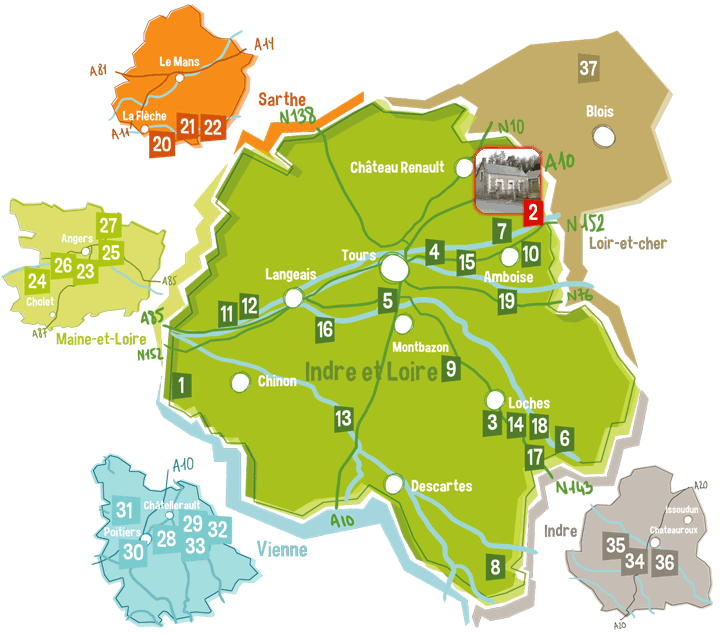 A14
Le Mans
A81
La Flèche
A11
20
21
22
Sarthe
N138
37
Blois
N10
Château Renault
A10
2
N152
Loir-et-cher
7
Tours
4
15
10
Amboise
27
Angers
25
26
23
24
A85
Cholet
A87
Maine-et-Loire
Langeais
11
12
5
19
N76
16
A85
N152
Montbazon
Indre et Loire
9
1
Chinon
Loches
3
14
18
6
13
17
N143
Descartes
A10
8
A10
31
Châtellerault
Poitiers
29
32
28
30
33
Vienne
Indre
A20
Issoudun
Chateauroux
35
34
36
A20